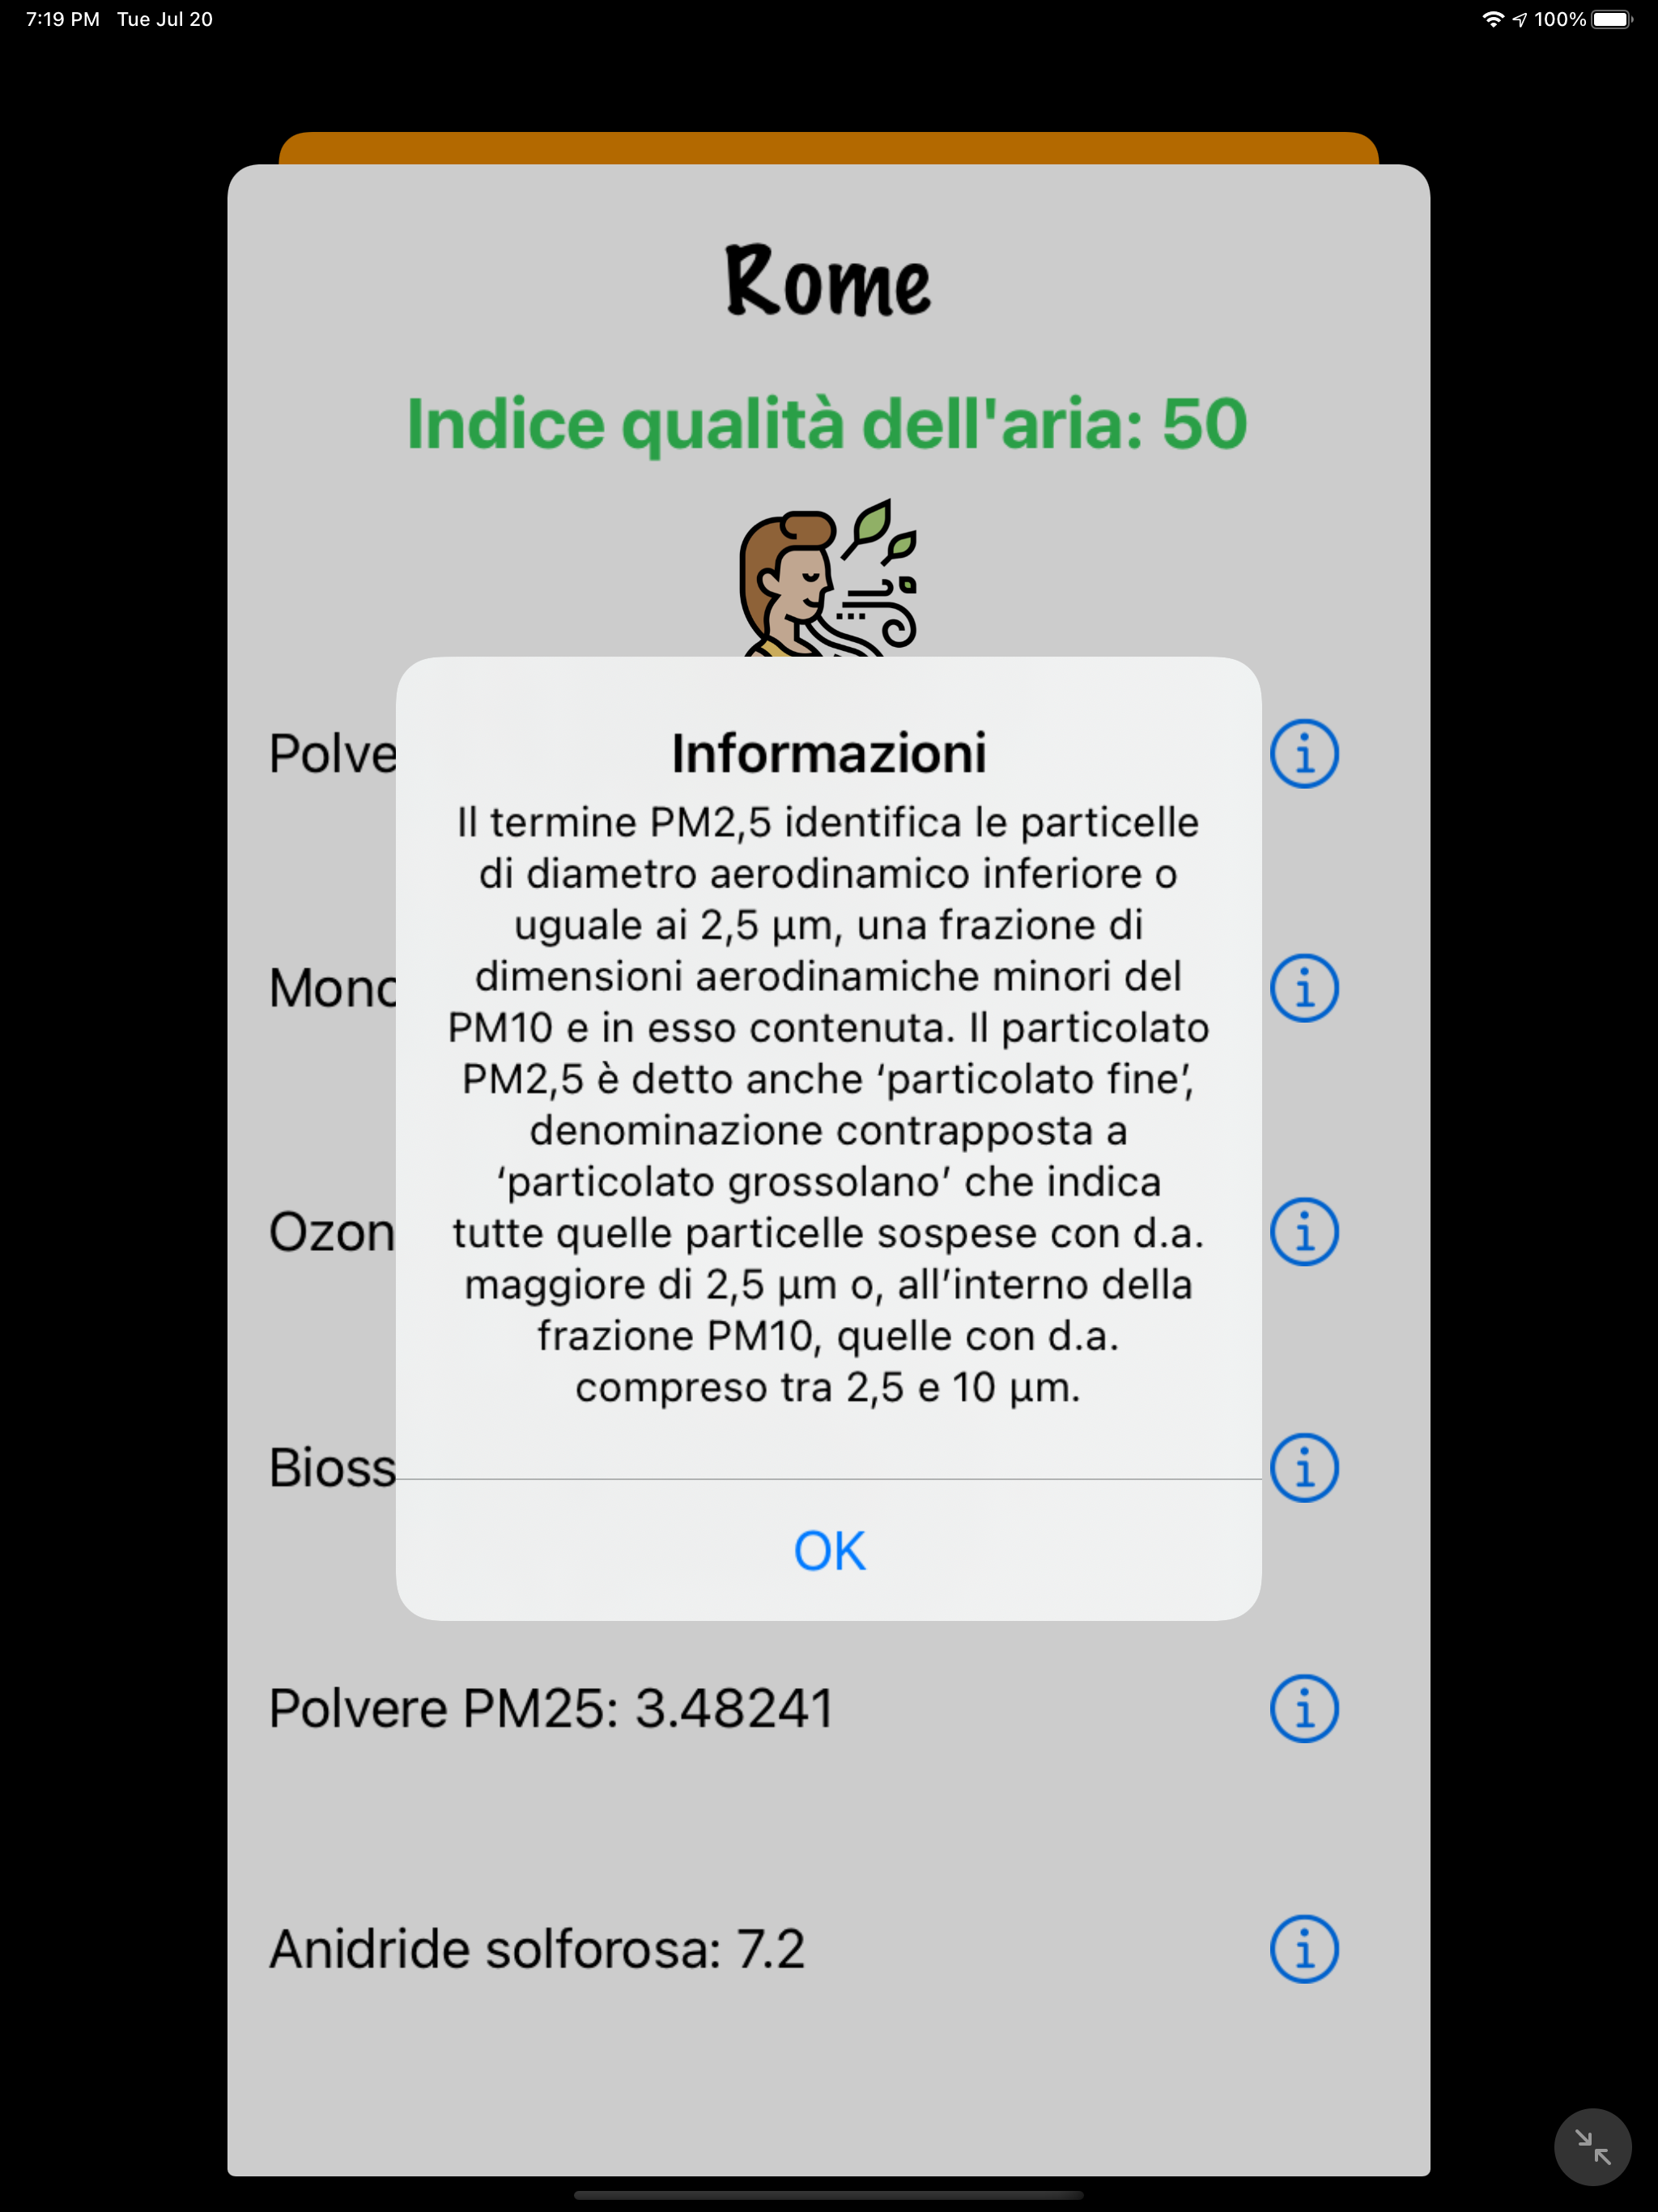 7:19 PM Tue Jul 20
100%
Rome
Indice qualità dell'aria: 50
Informazioni
Il termine PM2,5 identifica le particelle
di diametro aerodinamico inferiore o
uguale ai 2,5 µm, una frazione di
dimensioni aerodinamiche minori del
PM10 e in esso contenuta. Il particolato
PM2,5 è detto anche ‘particolato fine’,
denominazione contrapposta a
‘particolato grossolano’ che indica
tutte quelle particelle sospese con d.a.
maggiore di 2,5 µm o, all’interno della
frazione PM10, quelle con d.a.
compreso tra 2,5 e 10 µm.
OK
Polve
Mono
Ozon
Bioss
Polvere PM25: 3.48241
Anidride solforosa: 7.2